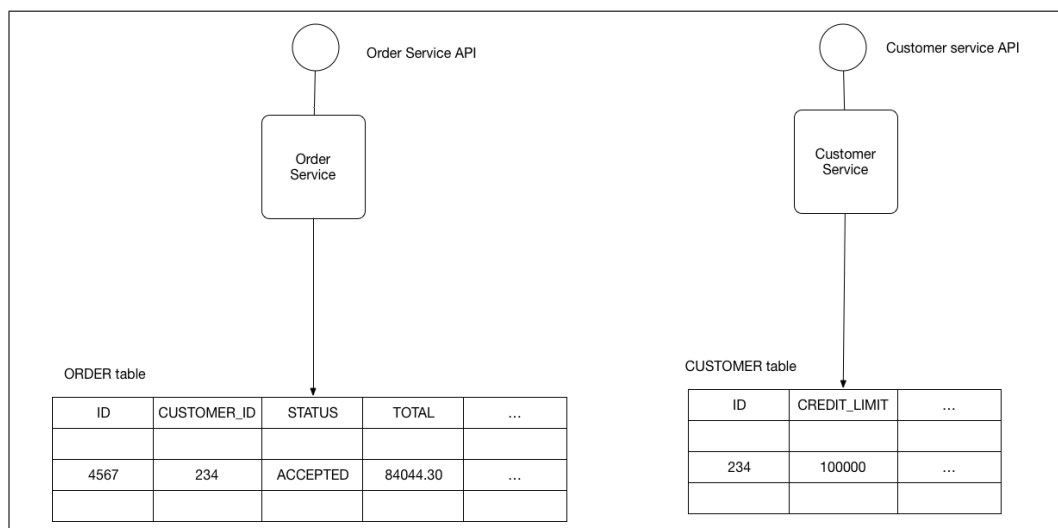 Order Service API
Customer service API
Order
Service
Customer
Service
ORDER table
ID CUSTOMER_ID STATUS TOTAL ...
4567 234 ACCEPTED 84044.30 ...
CUSTOMER table
ID CREDIT_LIMIT ...
234 100000 ...